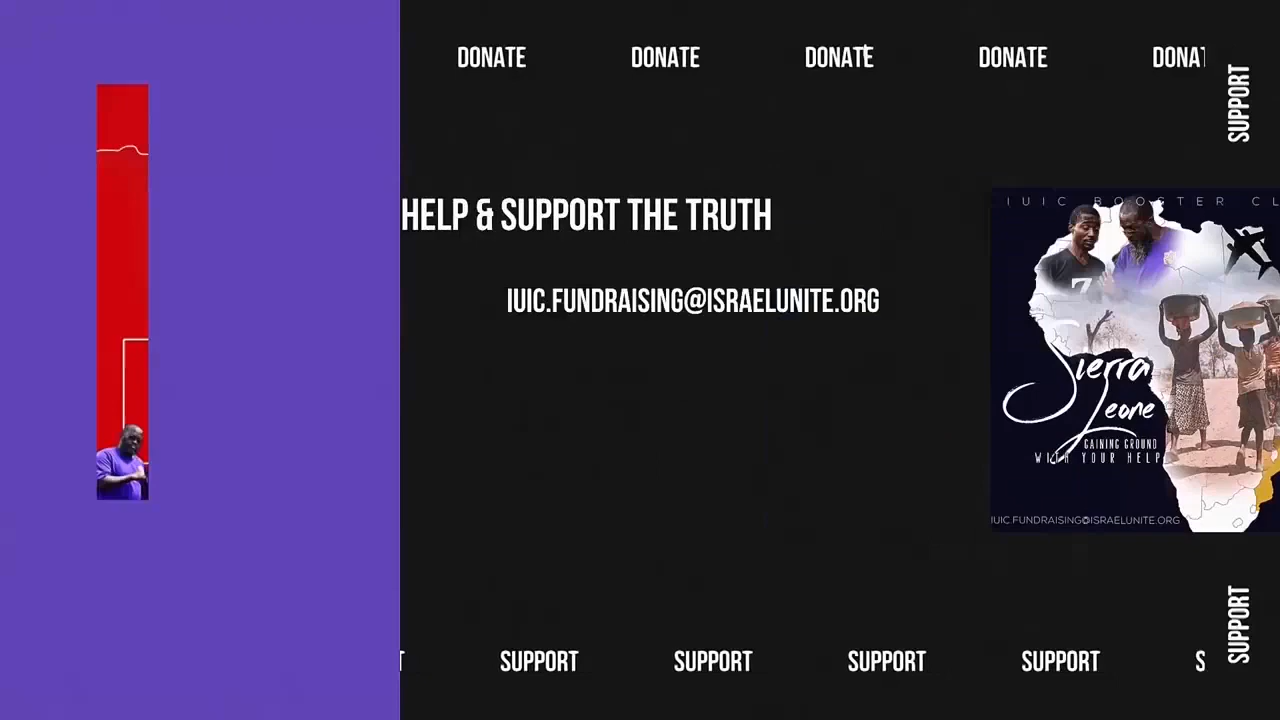 DONATE DONATE DONATE DONATE DONAT
SUPPORT
HELP & SUPPORT THE TRUTH
IUIC.FUNDRAISING@ISRAELUNITE.ORG
IUIC BOOSTER CL
7
Sierra
Leone
GAINING GROUND
WITH YOUR HELP
IUIC.FUNDRAISING@ISRAELUNITE.ORG
SUPPORT
T SUPPORT SUPPORT SUPPORT SUPPORT S